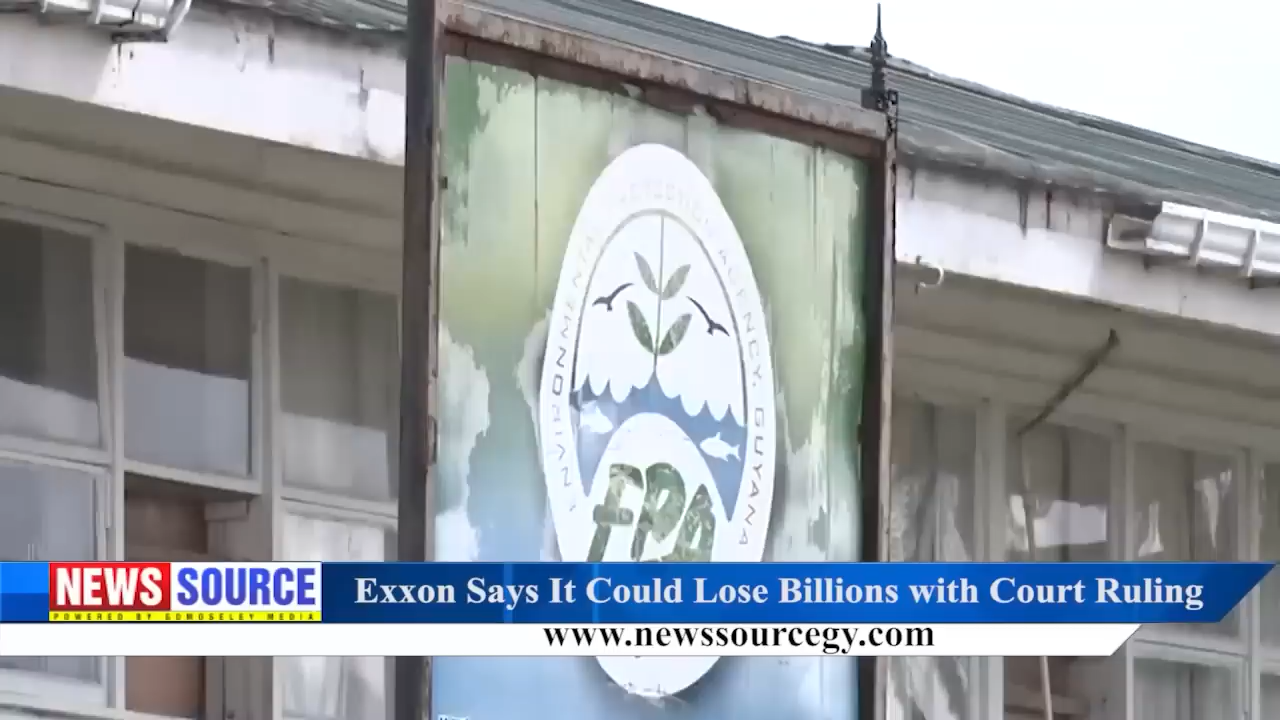 ENVIRONMENTAL PROTECTION AGENCY, GUYANA
EPA
NEWS SOURCE
POWERED BY GDMOSELEY MEDIA
Exxon Says It Could Lose Billions with Court Ruling
www.newssourcegy.com